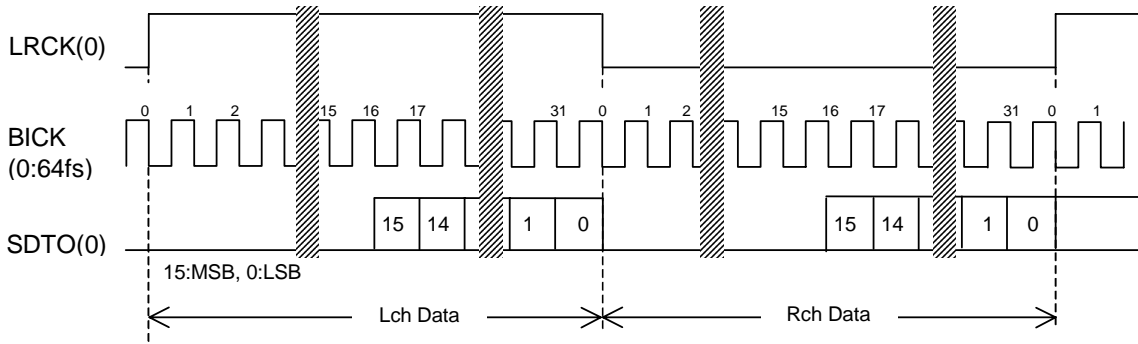 LRCK(0)
0 1 2 15 16 17 31 0 1 2 15 16 17 31 0 1
BICK
(0:64fs)
15 14 1 0 15 14 1 0
SDTO(0)
15:MSB, 0:LSB
Lch Data Rch Data